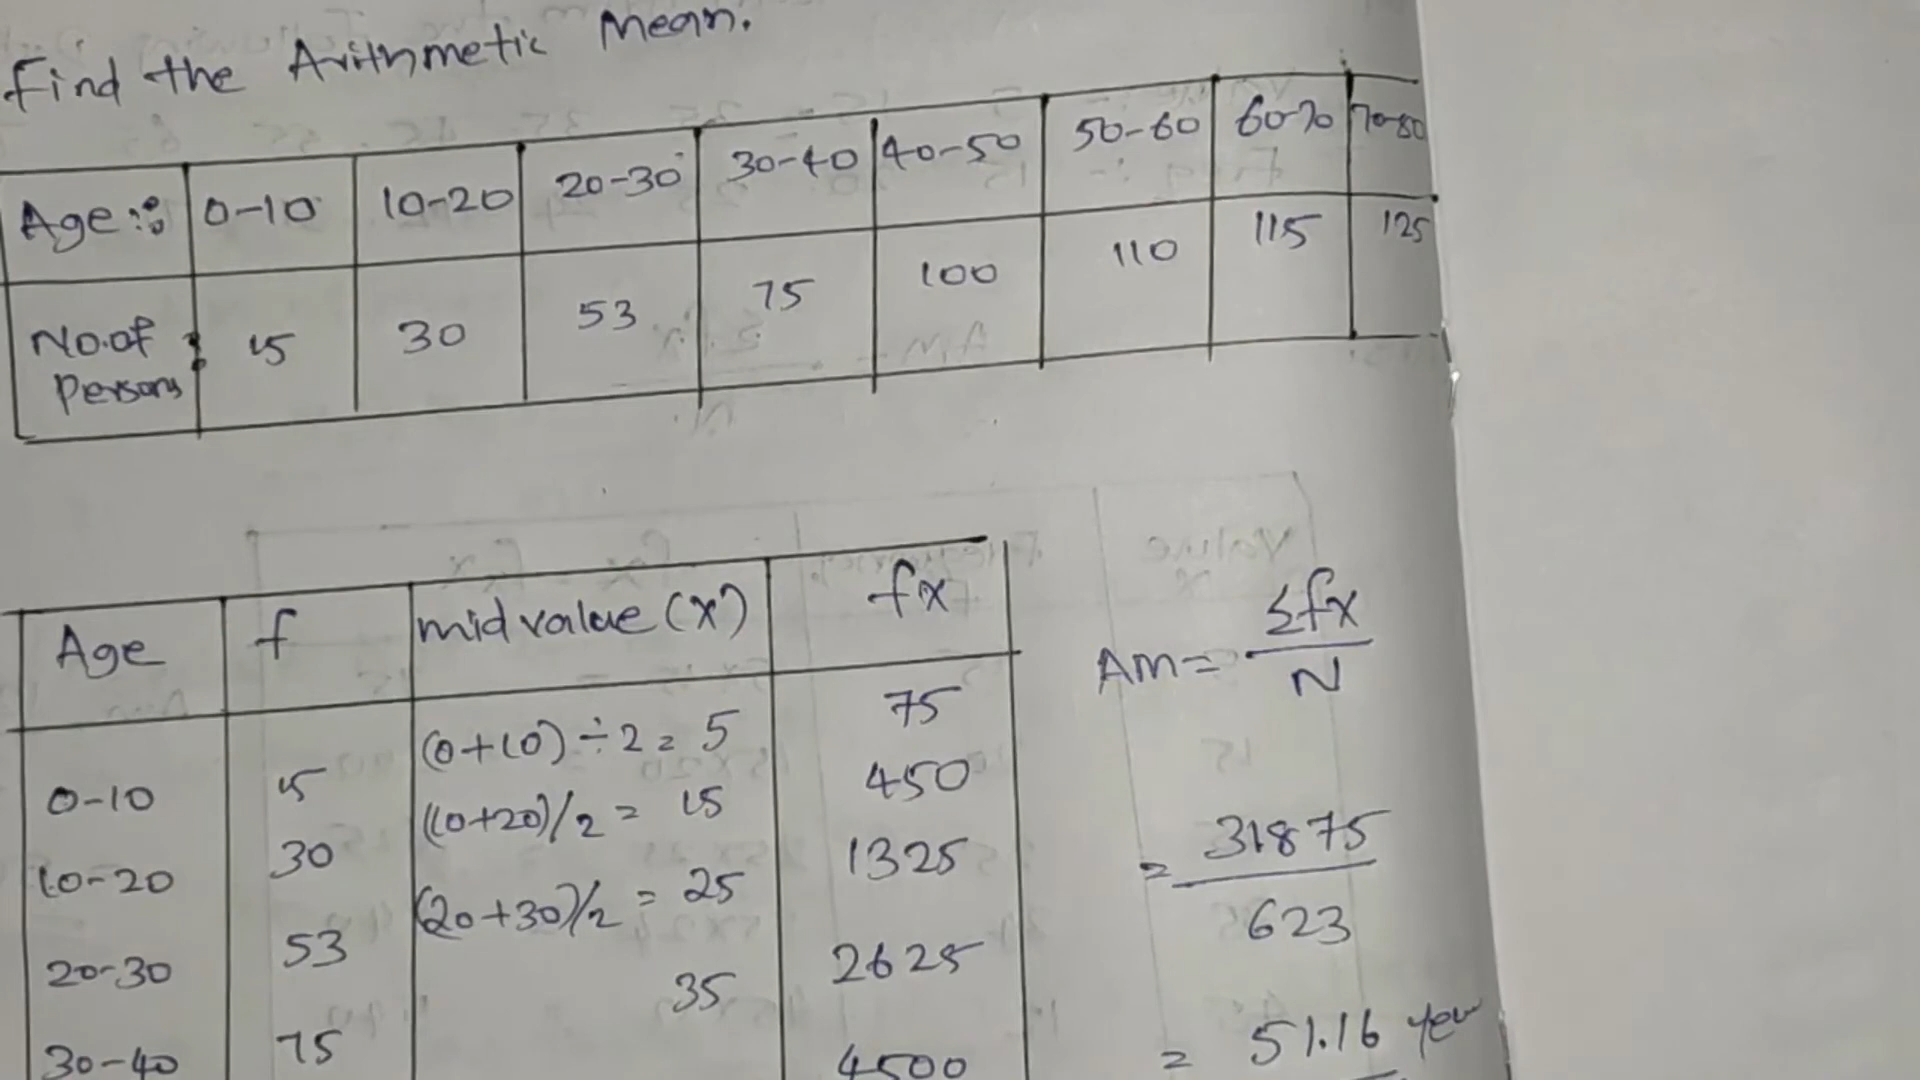 Find the Arithmetic Mean.
Age :: 0-10 10-20 20-30 30-40 40-50 50-60 60-70 70-80
No.of Persons : 15 30 53 75 100 110 115 125
Age f mid value (x) fx
AM = Σfx / N
0-10 15 (0+10)÷2 = 5 75
10-20 30 (10+20)/2 = 15 450
20-30 53 (20+30)/2 = 25 1325
30-40 75 35 2625
4500
= 31875 / 623
= 51.16